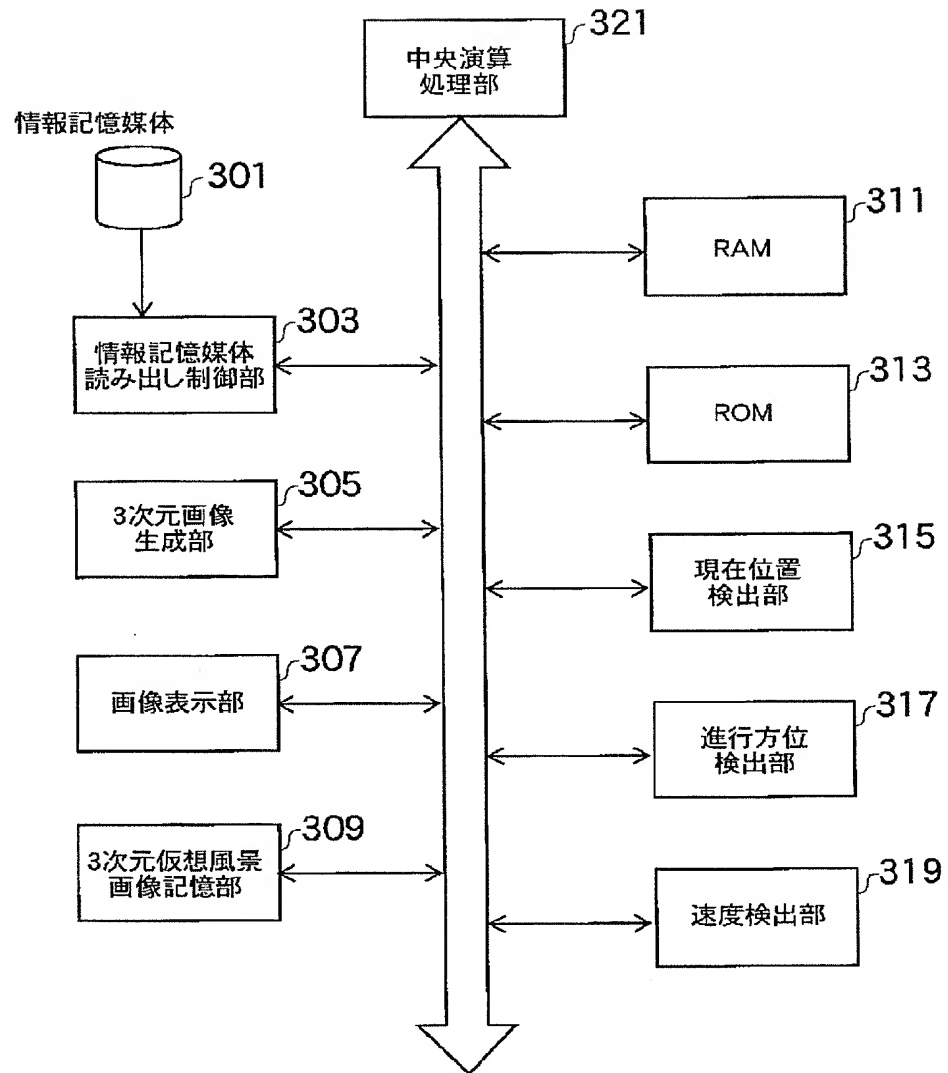 321
中央演算
処理部
情報記憶媒体
301
311
RAM
303
情報記憶媒体
読み出し制御部
313
ROM
305
3次元画像
生成部
315
現在位置
検出部
307
画像表示部
317
進行方位
検出部
309
3次元仮想風景
画像記憶部
319
速度検出部